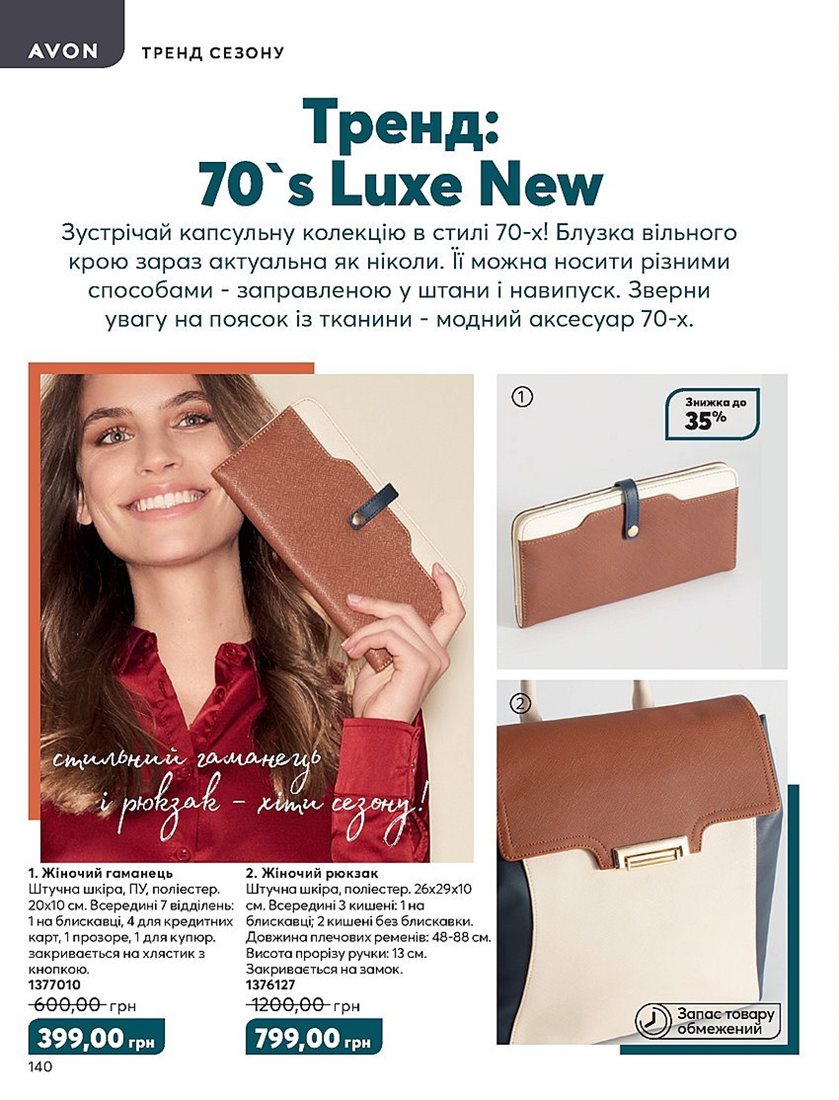 AVON
ТРЕНД СЕЗОНУ
Тренд:
70`s Luxe New
Зустрічай капсульну колекцію в стилі 70-х! Блузка вільного
крою зараз актуальна як ніколи. Її можна носити різними
способами - заправленою у штани і навипуск. Зверни
увагу на поясок із тканини - модний аксесуар 70-х.
1
Знижка до
35%
2
стильний гаманець
і рюкзак – хіти сезону!
Запас товару
обмежений
1. Жіночий гаманець
Штучна шкіра, ПУ, поліестер.
20х10 см. Всередині 7 відділень:
1 на блискавці, 4 для кредитних
карт, 1 прозоре, 1 для купюр.
закривається на хлястик з
кнопкою.
1377010
600,00 грн
399,00 грн
2. Жіночий рюкзак
Штучна шкіра, поліестер. 26х29х10
см. Всередині 3 кишені: 1 на
блискавці; 2 кишені без блискавки.
Довжина плечових ременів: 48-88 см.
Висота прорізу ручки: 13 см.
Закривається на замок.
1376127
1200,00 грн
799,00 грн
140